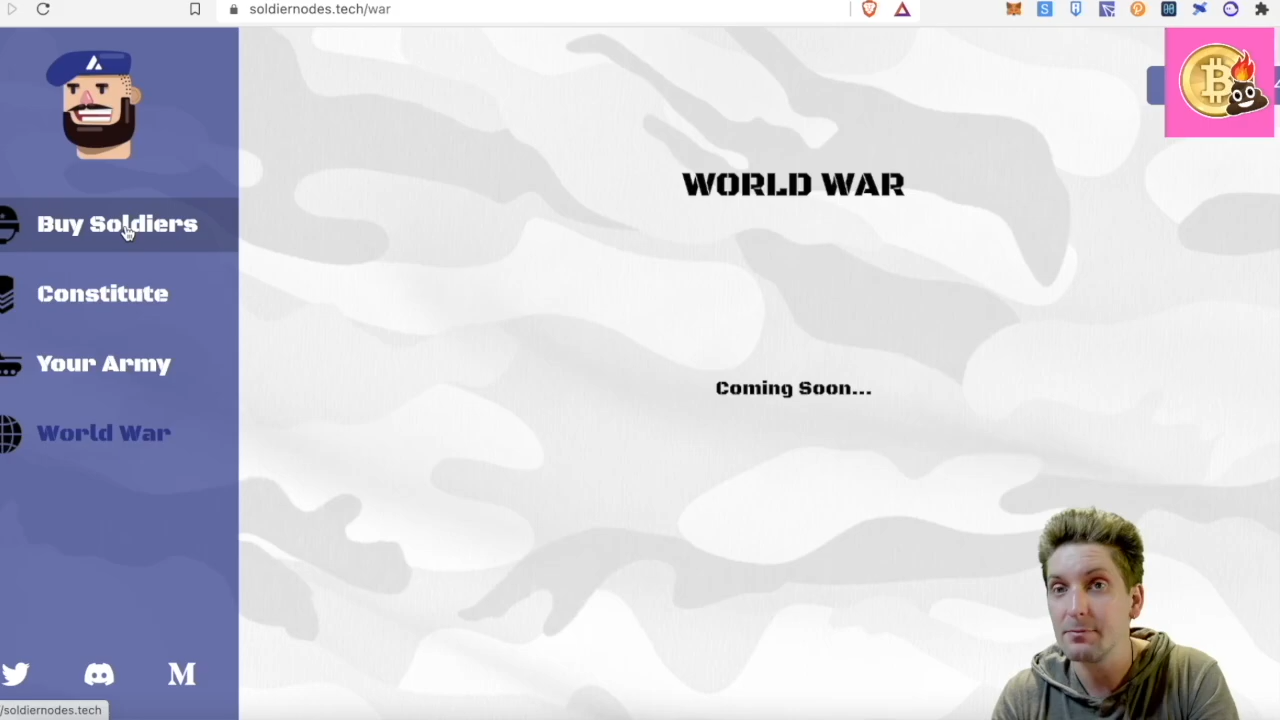 soldiernodes.tech/war
WORLD WAR
Buy Soldiers
Constitute
Your Army
World War
Coming Soon...
/soldiernodes.tech